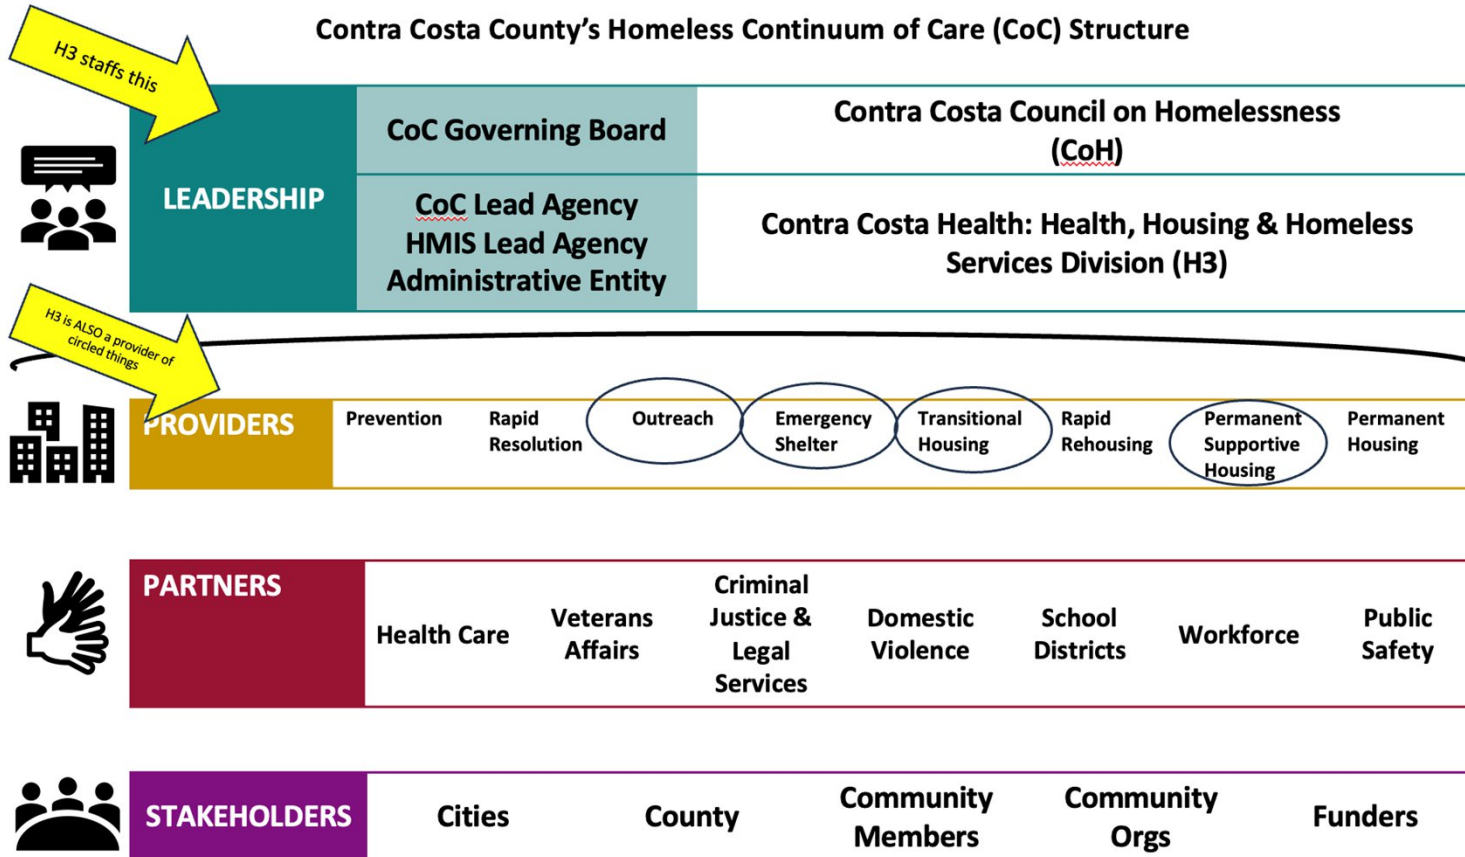 Contra Costa County's Homeless Continuum of Care (CoC) Structure
H3 staffs this
LEADERSHIP
CoC Governing Board
Contra Costa Council on Homelessness
(CoH)
CoC Lead Agency
HMIS Lead Agency
Administrative Entity
Contra Costa Health: Health, Housing & Homeless
Services Division (H3)
H3 is ALSO a provider of
circled things
PROVIDERS
Prevention
Rapid
Resolution
Outreach
Emergency
Shelter
Transitional
Housing
Rapid
Rehousing
Permanent
Supportive
Housing
Permanent
Housing
PARTNERS
Health Care
Veterans
Affairs
Criminal
Justice &
Legal
Services
Domestic
Violence
School
Districts
Workforce
Public
Safety
STAKEHOLDERS
Cities
County
Community
Members
Community
Orgs
Funders